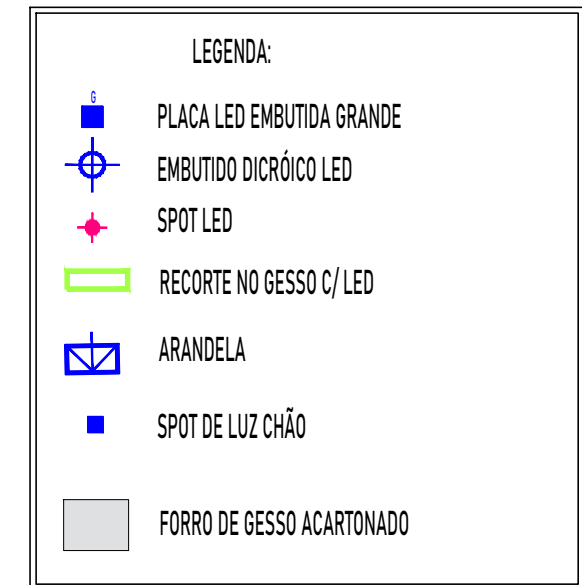 LEGENDA:
G
PLACA LED EMBUTIDA GRANDE
EMBUTIDO DICRÓICO LED
SPOT LED
RECORTE NO GESSO C/ LED
ARANDELA
SPOT DE LUZ CHÃO
FORRO DE GESSO ACARTONADO